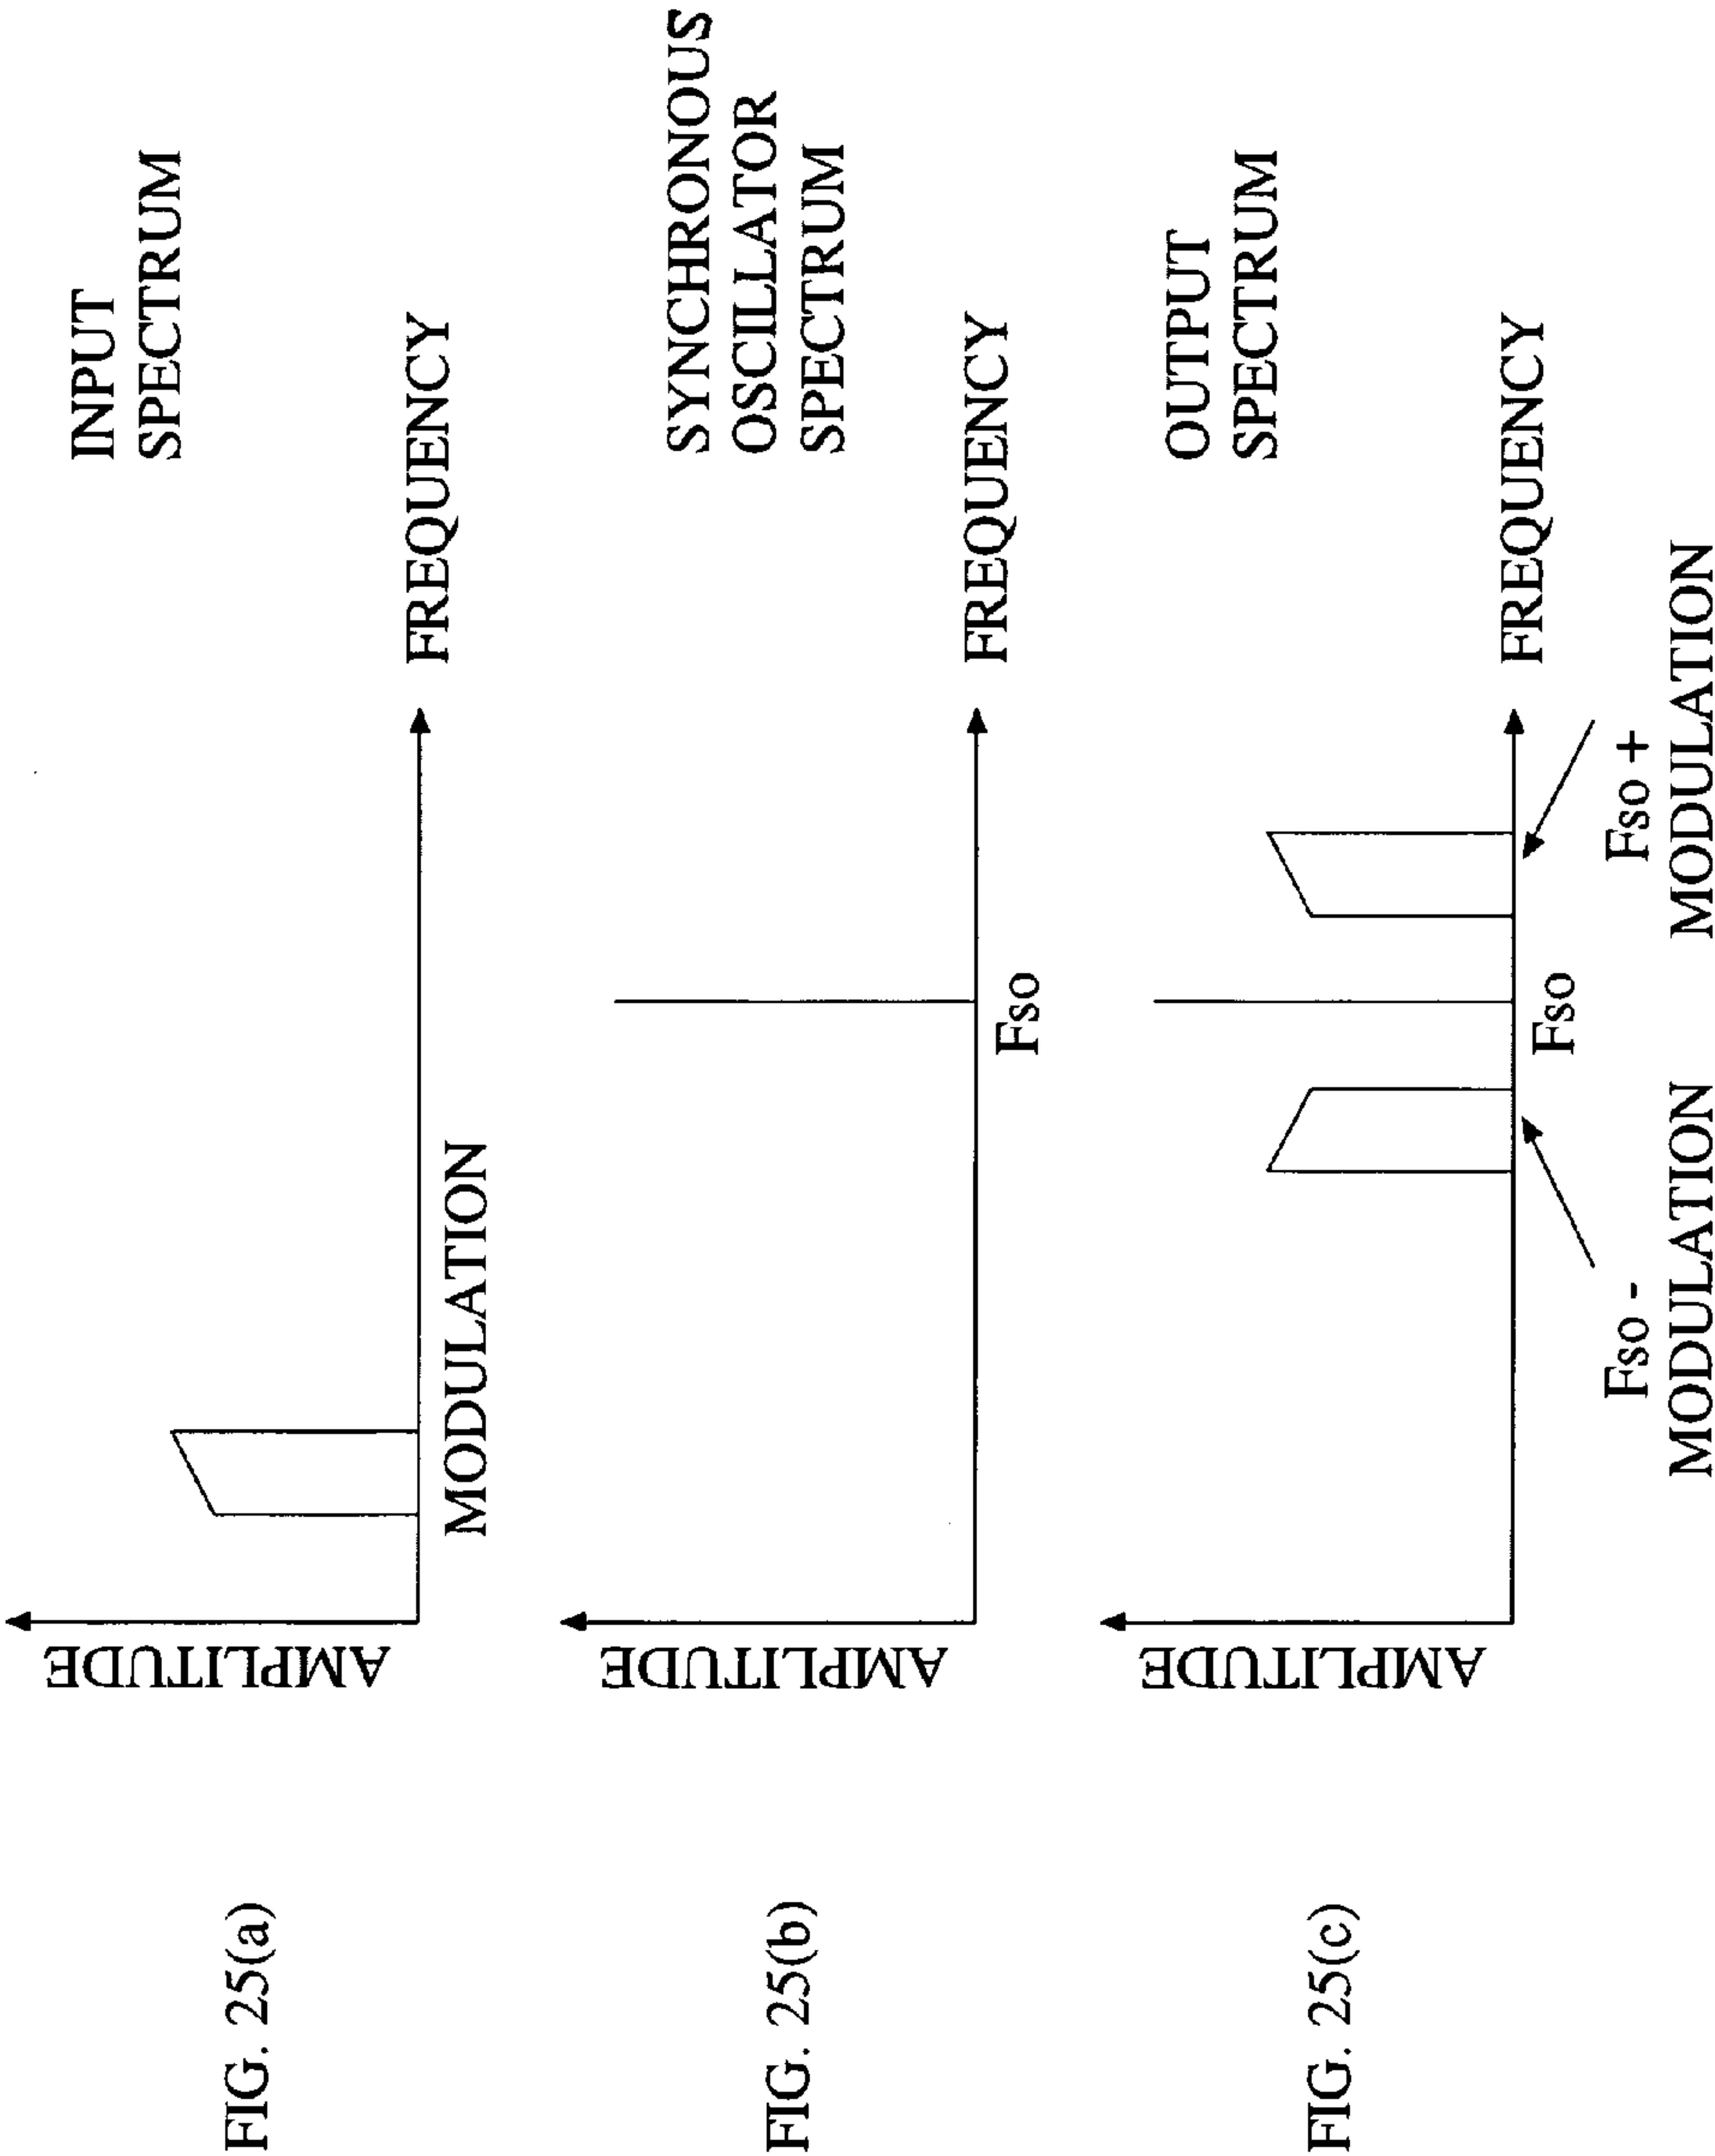 FIG. 25(a)
AMPLITUDE
MODULATION
FREQUENCY
INPUT
SPECTRUM
FIG. 25(b)
AMPLITUDE
Fso
FREQUENCY
SYNCHRONOUS
OSCILLATOR
SPECTRUM
FIG. 25(c)
AMPLITUDE
Fso -
MODULATION
Fso
Fso +
MODULATION
FREQUENCY
OUTPUT
SPECTRUM